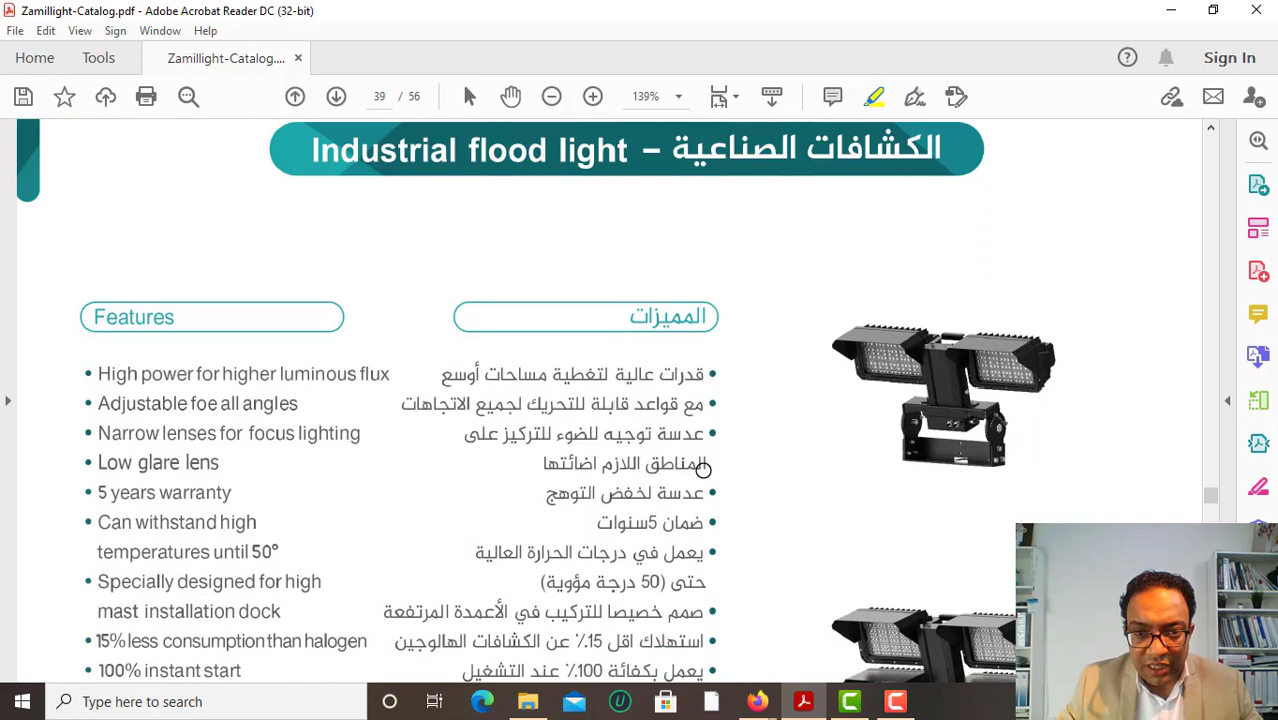 Zamillight-Catalog.pdf - Adobe Acrobat Reader DC (32-bit)
File Edit View Sign Window Help
Home Tools Zamillight-Catalog.... × Sign In
39 / 56 139%
Industrial flood light – الكشافات الصناعية
Features
المميزات
• High power for higher luminous flux
• Adjustable foe all angles
• Narrow lenses for focus lighting
• Low glare lens
• 5 years warranty
• Can withstand high
temperatures until 50°
• Specially designed for high
mast installation dock
• 15% less consumption than halogen
• 100% instant start
• قدرات عالية لتغطية مساحات أوسع
• مع قواعد قابلة للتحريك لجميع الاتجاهات
• عدسة توجيه للضوء للتركيز على
المناطق اللازم اضائتها
• عدسة لخفض التوهج
• ضمان 5سنوات
• يعمل في درجات الحرارة العالية
حتى (50 درجة مؤوية)
• صمم خصيصا للتركيب في الأعمدة المرتفعة
• استهلاك اقل 15٪ عن الكشافات الهالوجين
• يعمل بكفائة 100٪ عند التشغيل
Type here to search